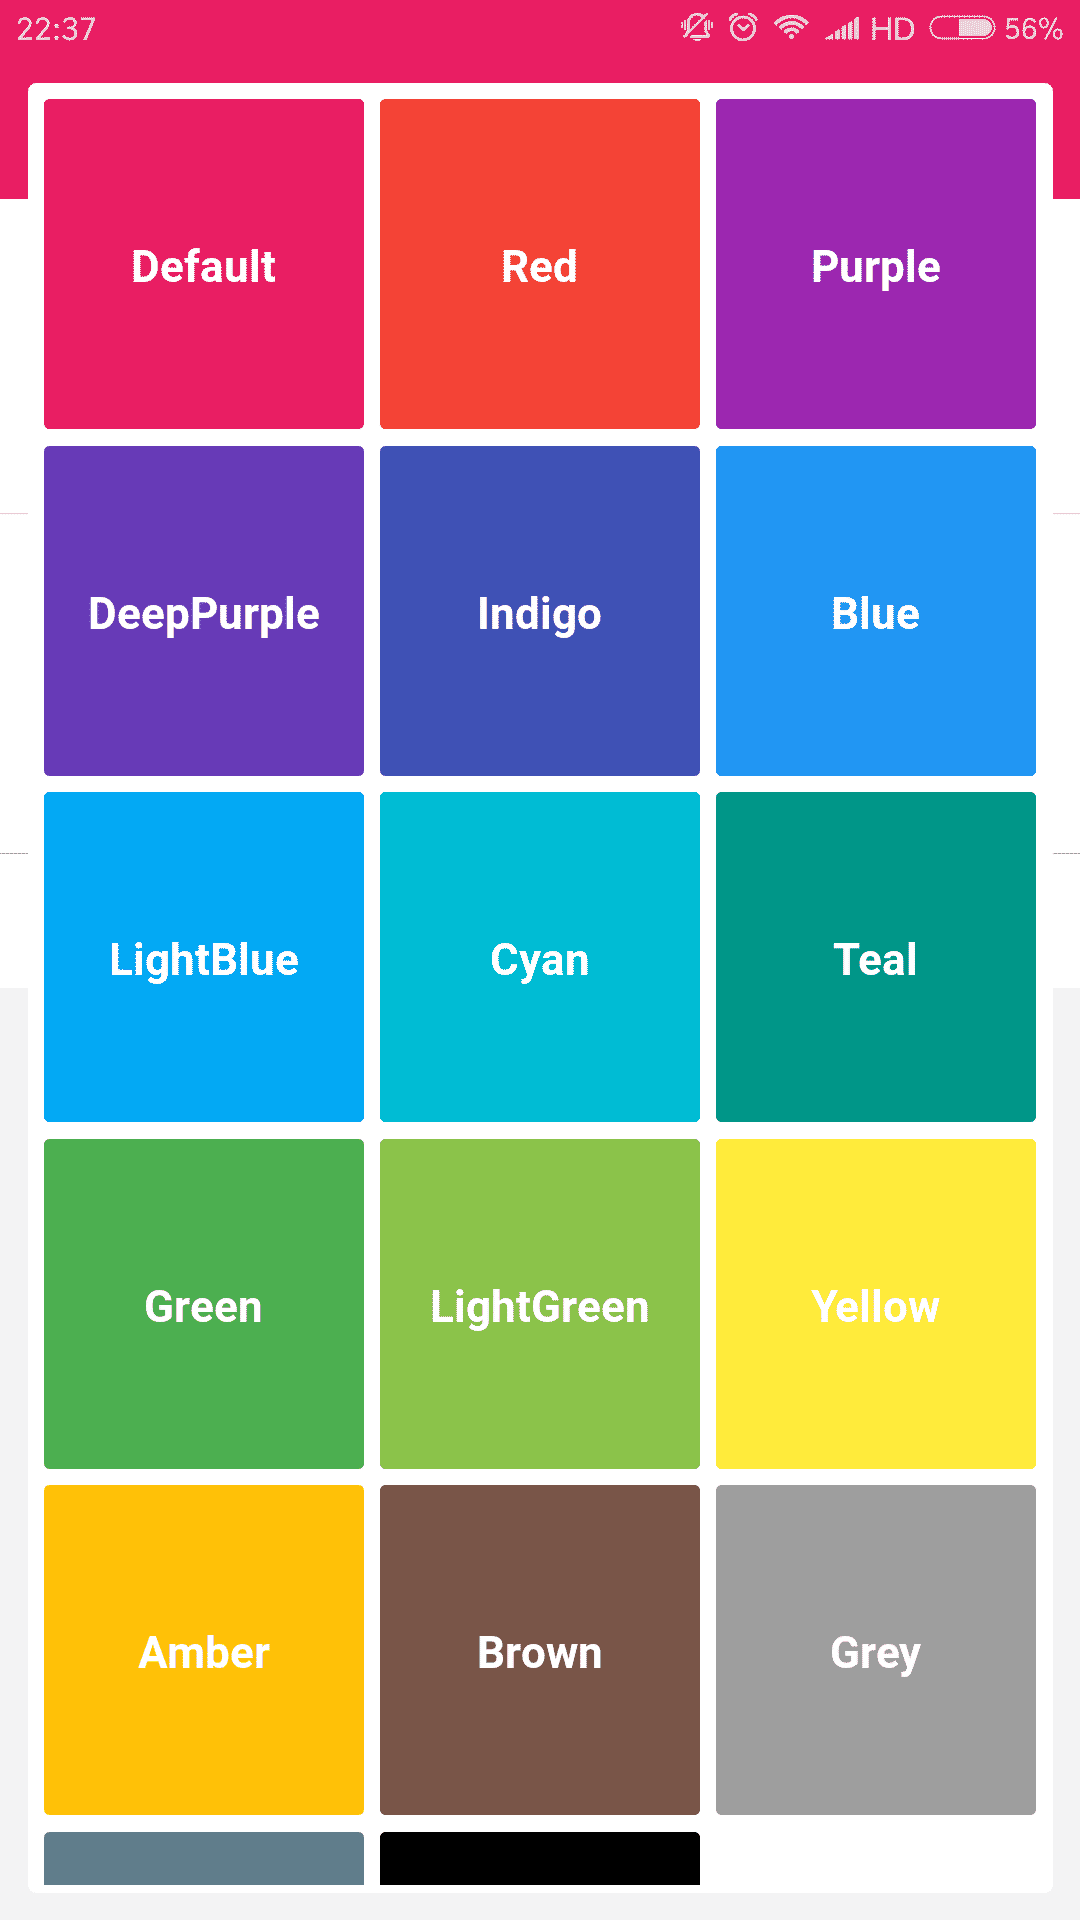 22:37 HD 56%
Default Red Purple
DeepPurple Indigo Blue
LightBlue Cyan Teal
Green LightGreen Yellow
Amber Brown Grey